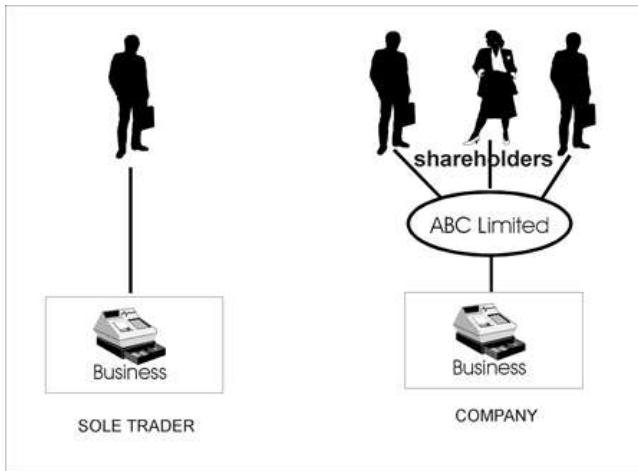 shareholders
ABC Limited
Business
Business
SOLE TRADER
COMPANY